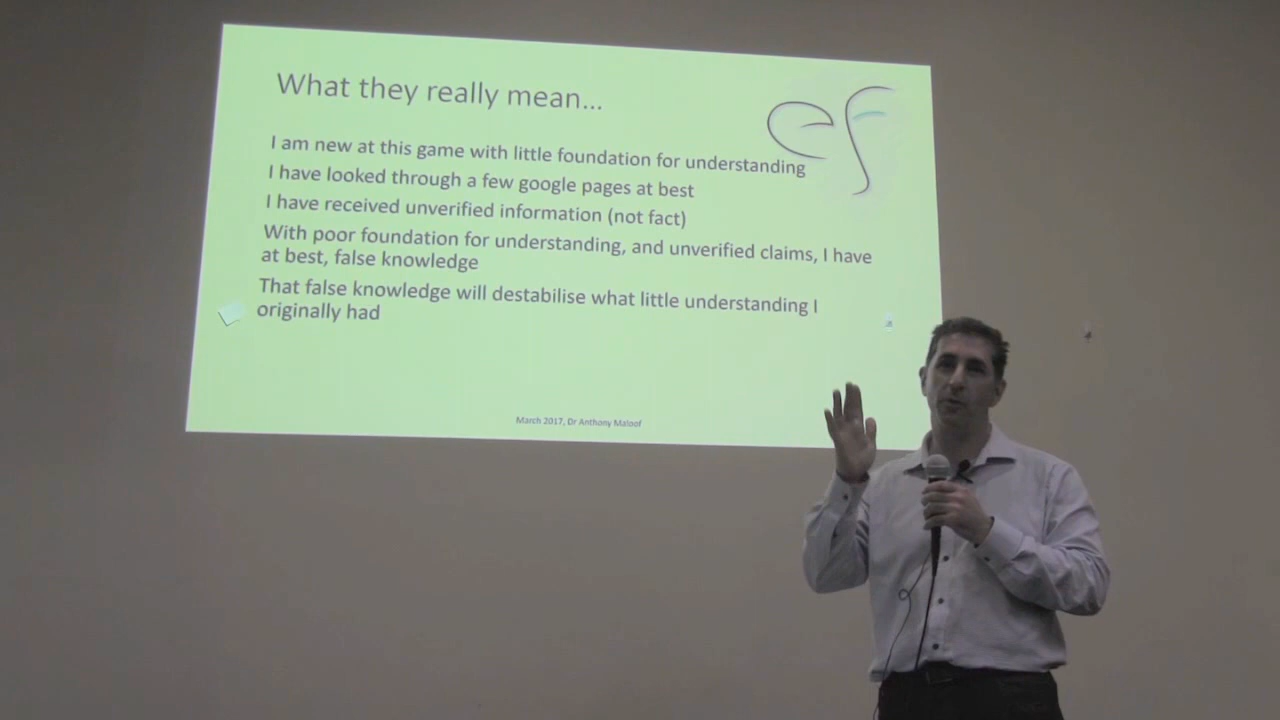 What they really mean...
ef
I am new at this game with little foundation for understanding
I have looked through a few google pages at best
I have received unverified information (not fact)
With poor foundation for understanding, and unverified claims, I have
at best, false knowledge
That false knowledge will destabilise what little understanding I
originally had
March 2017, Dr Anthony Maloof